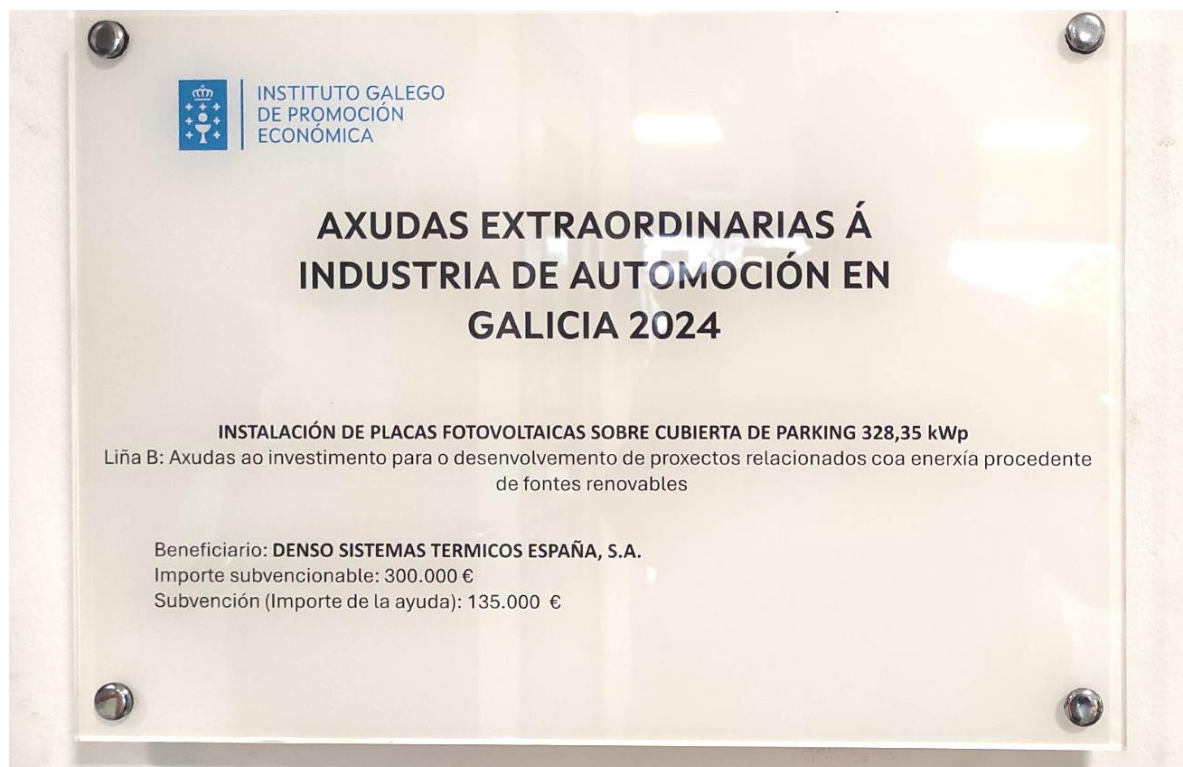 INSTITUTO GALEGO
DE PROMOCIÓN
ECONÓMICA
AXUDAS EXTRAORDINARIAS Á
INDUSTRIA DE AUTOMOCIÓN EN
GALICIA 2024
INSTALACIÓN DE PLACAS FOTOVOLTAICAS SOBRE CUBIERTA DE PARKING 328,35 kWp
Liña B: Axudas ao investimento para o desenvolvemento de proxectos relacionados coa enerxía procedente
de fontes renovables
Beneficiario: DENSO SISTEMAS TERMICOS ESPAÑA, S.A.
Importe subvencionable: 300.000 €
Subvención (Importe de la ayuda): 135.000 €